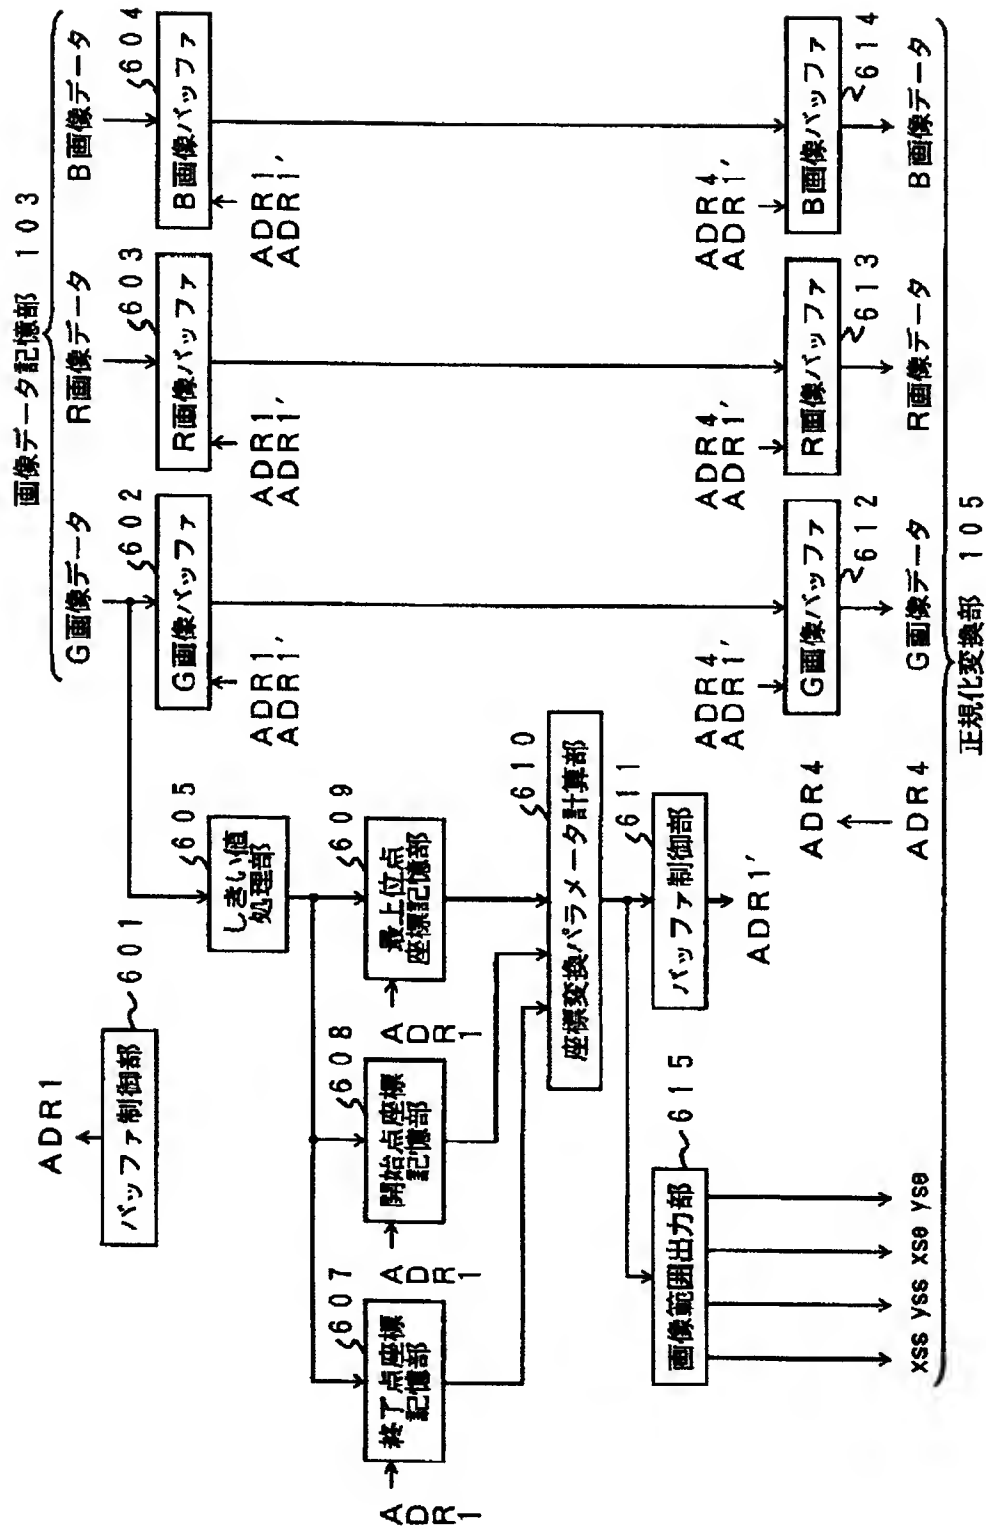 画像データ記憶部 103
G画像データ
R画像データ
B画像データ
ADR1
バッファ制御部
601
602
G画像バッファ
603
R画像バッファ
604
B画像バッファ
ADR1,
ADR1'
ADR1,
ADR1'
ADR1,
ADR1'
605
しきい値
処理部
ADR1
607
終了点座標
記憶部
ADR1
608
開始点座標
記憶部
ADR1
609
最上位点
座標記憶部
610
座標変換パラメータ計算部
615
画像範囲出力部
611
バッファ制御部
ADR1'
ADR4,
ADR1'
ADR4,
ADR1'
ADR4,
ADR1'
G画像バッファ
612
R画像バッファ
613
B画像バッファ
614
ADR4
xss yss xse yse
ADR4
G画像データ
R画像データ
B画像データ
正規化変換部 105